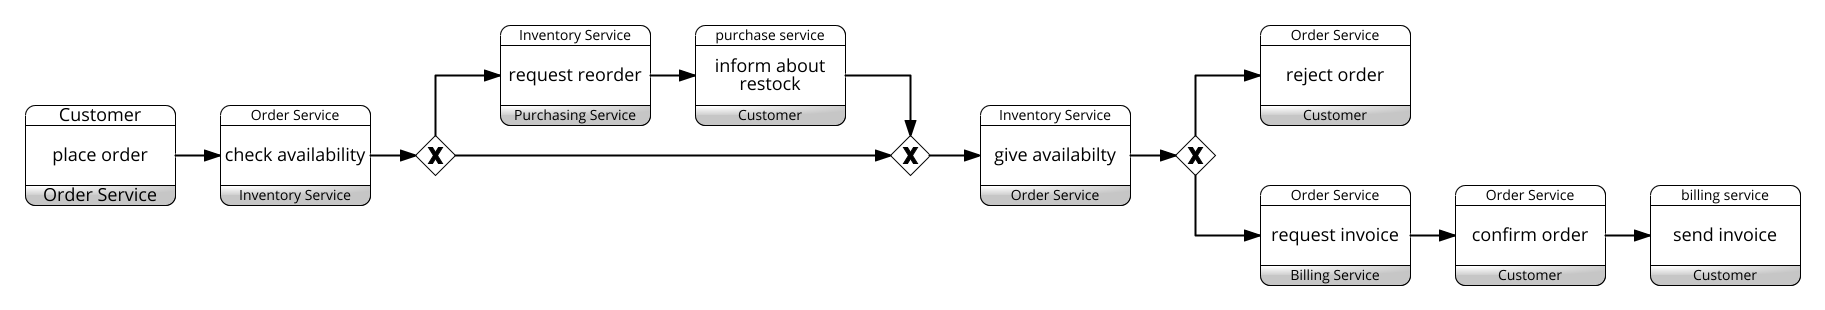 Customer
place order
Order Service
Order Service
check availability
Inventory Service
X
Inventory Service
request reorder
Purchasing Service
purchase service
inform about
restock
Customer
X
Inventory Service
give availabilty
Order Service
X
Order Service
reject order
Customer
Order Service
request invoice
Billing Service
Order Service
confirm order
Customer
billing service
send invoice
Customer